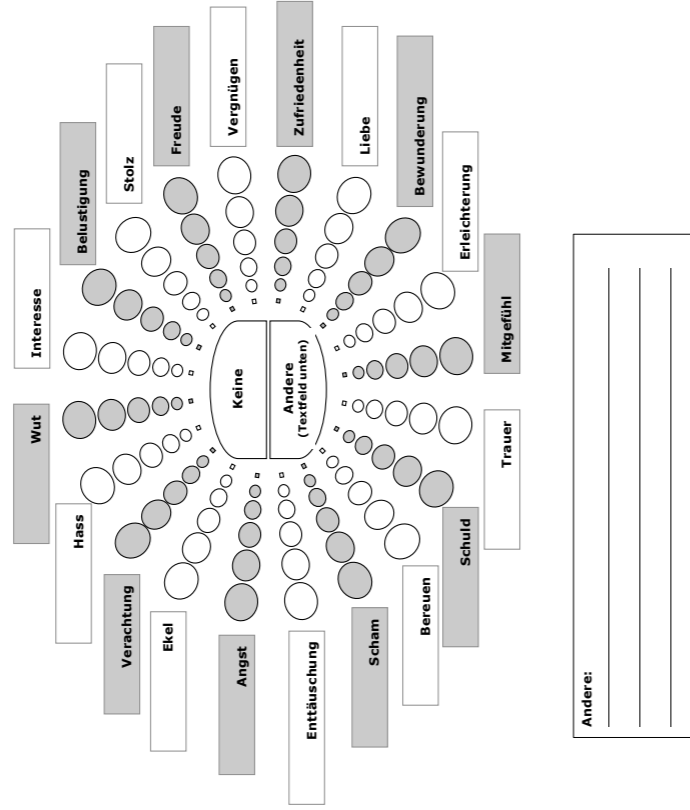 Wut
Interesse
Hass
Belustigung
Verachtung
Stolz
Ekel
Freude
Angst
Vergnügen
Keine
Andere
(Textfeld unten)
Enttäuschung
Zufriedenheit
Scham
Liebe
Bereuen
Bewunderung
Schuld
Erleichterung
Trauer
Mitgefühl
Andere: